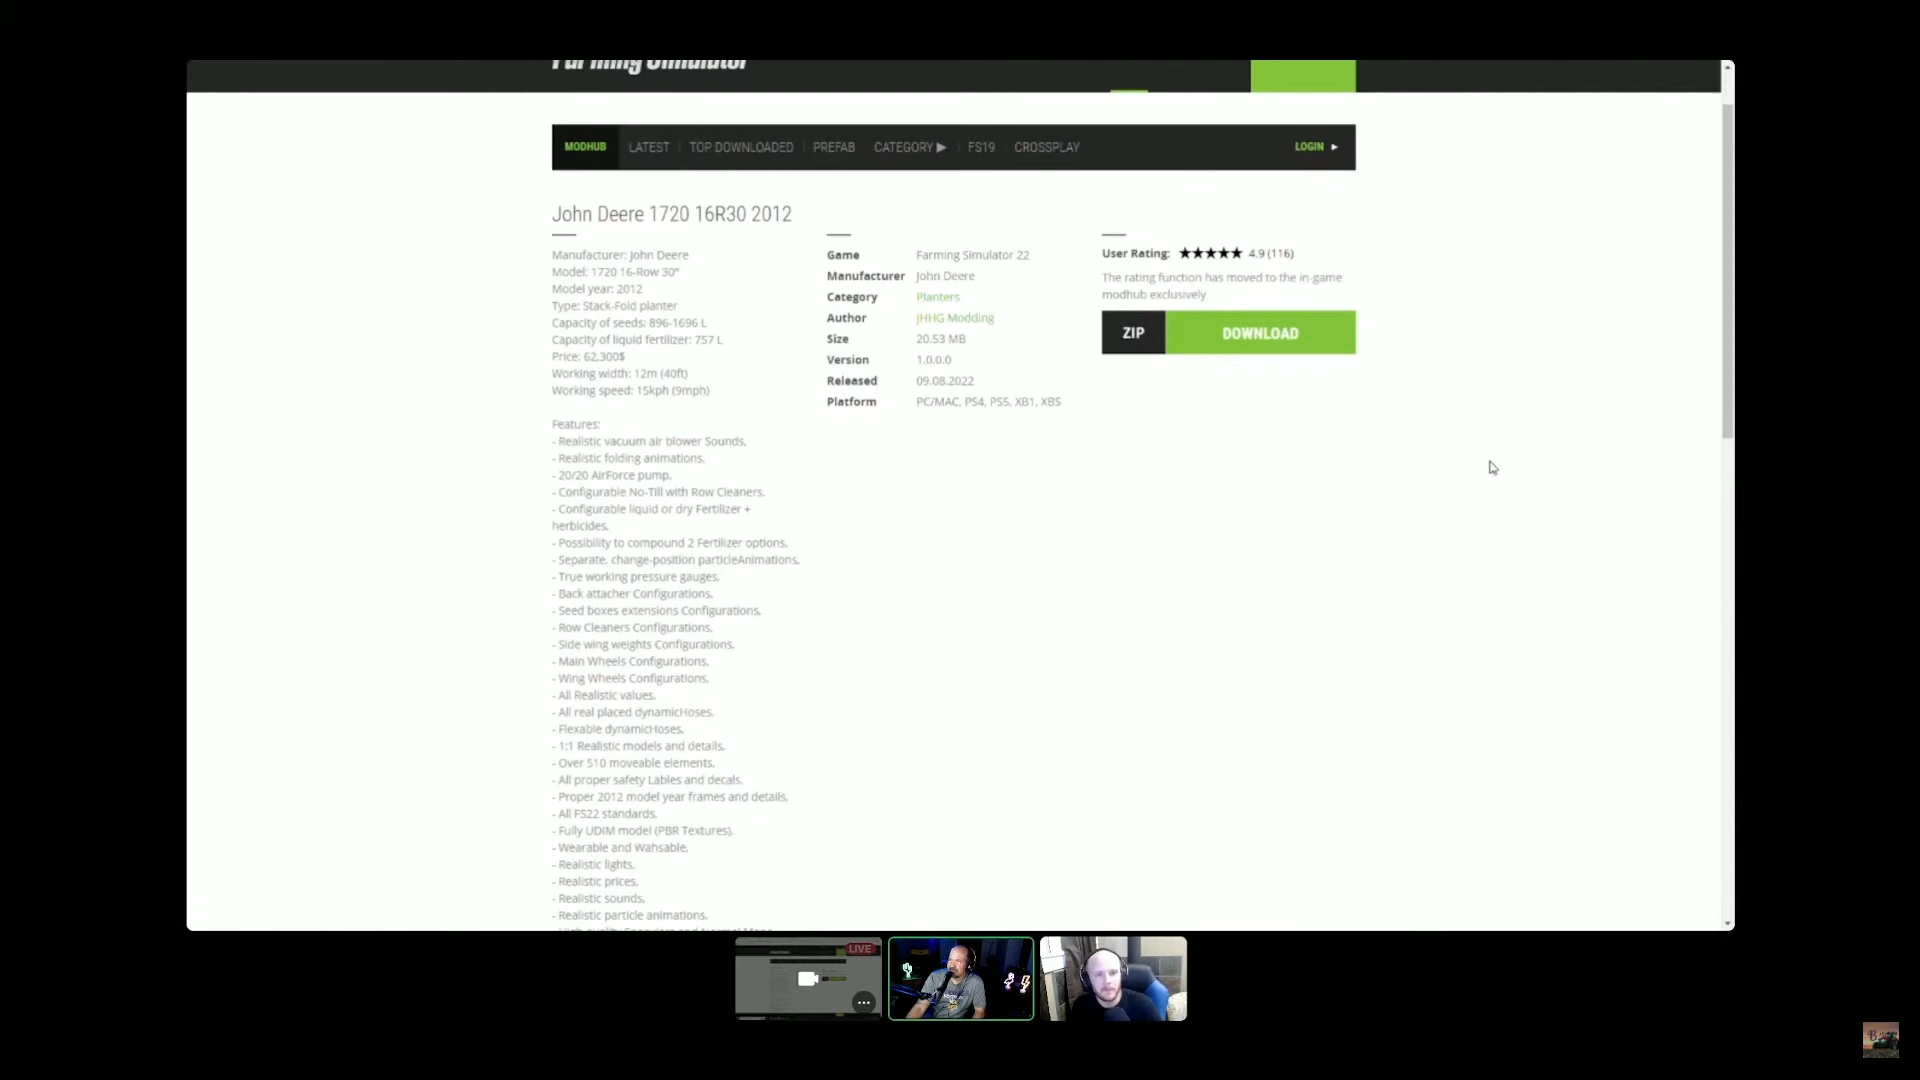 Farming Simulator
MODHUB LATEST TOP DOWNLOADED PREFAB CATEGORY ▶ FS19 CROSSPLAY LOGIN ►
John Deere 1720 16R30 2012
Manufacturer: John Deere
Model: 1720 16-Row 30"
Model year: 2012
Type: Stack-Fold planter
Capacity of seeds: 896-1696 L
Capacity of liquid fertilizer: 757 L
Price: 62,300$
Working width: 12m (40ft)
Working speed: 15kph (9mph)
Features:
- Realistic vacuum air blower Sounds,
- Realistic folding animations,
- 20/20 AirForce pump,
- Configurable No-Till with Row Cleaners,
- Configurable liquid or dry Fertilizer +
herbicides,
- Possibility to compound 2 Fertilizer options,
- Separate, change-position particleAnimations,
- True working pressure gauges,
- Back attacher Configurations,
- Seed boxes extensions Configurations,
- Row Cleaners Configurations,
- Side wing weights Configurations,
- Main Wheels Configurations,
- Wing Wheels Configurations,
- All Realistic values,
- All real placed dynamicHoses,
- Flexable dynamicHoses,
- 1:1 Realistic models and details,
- Over 510 moveable elements,
- All proper safety Lables and decals,
- Proper 2012 model year frames and details,
- All FS22 standards,
- Fully UDIM model (PBR Textures),
- Wearable and Wahsable,
- Realistic lights,
- Realistic prices,
- Realistic sounds,
- Realistic particle animations,
Game Farming Simulator 22
Manufacturer John Deere
Category Planters
Author JHHG Modding
Size 20.53 MB
Version 1.0.0.0
Released 09.08.2022
Platform PC/MAC, PS4, PS5, XB1, XBS
User Rating: ★★★★★ 4.9 (116)
The rating function has moved to the in-game
modhub exclusively
ZIP DOWNLOAD
LIVE